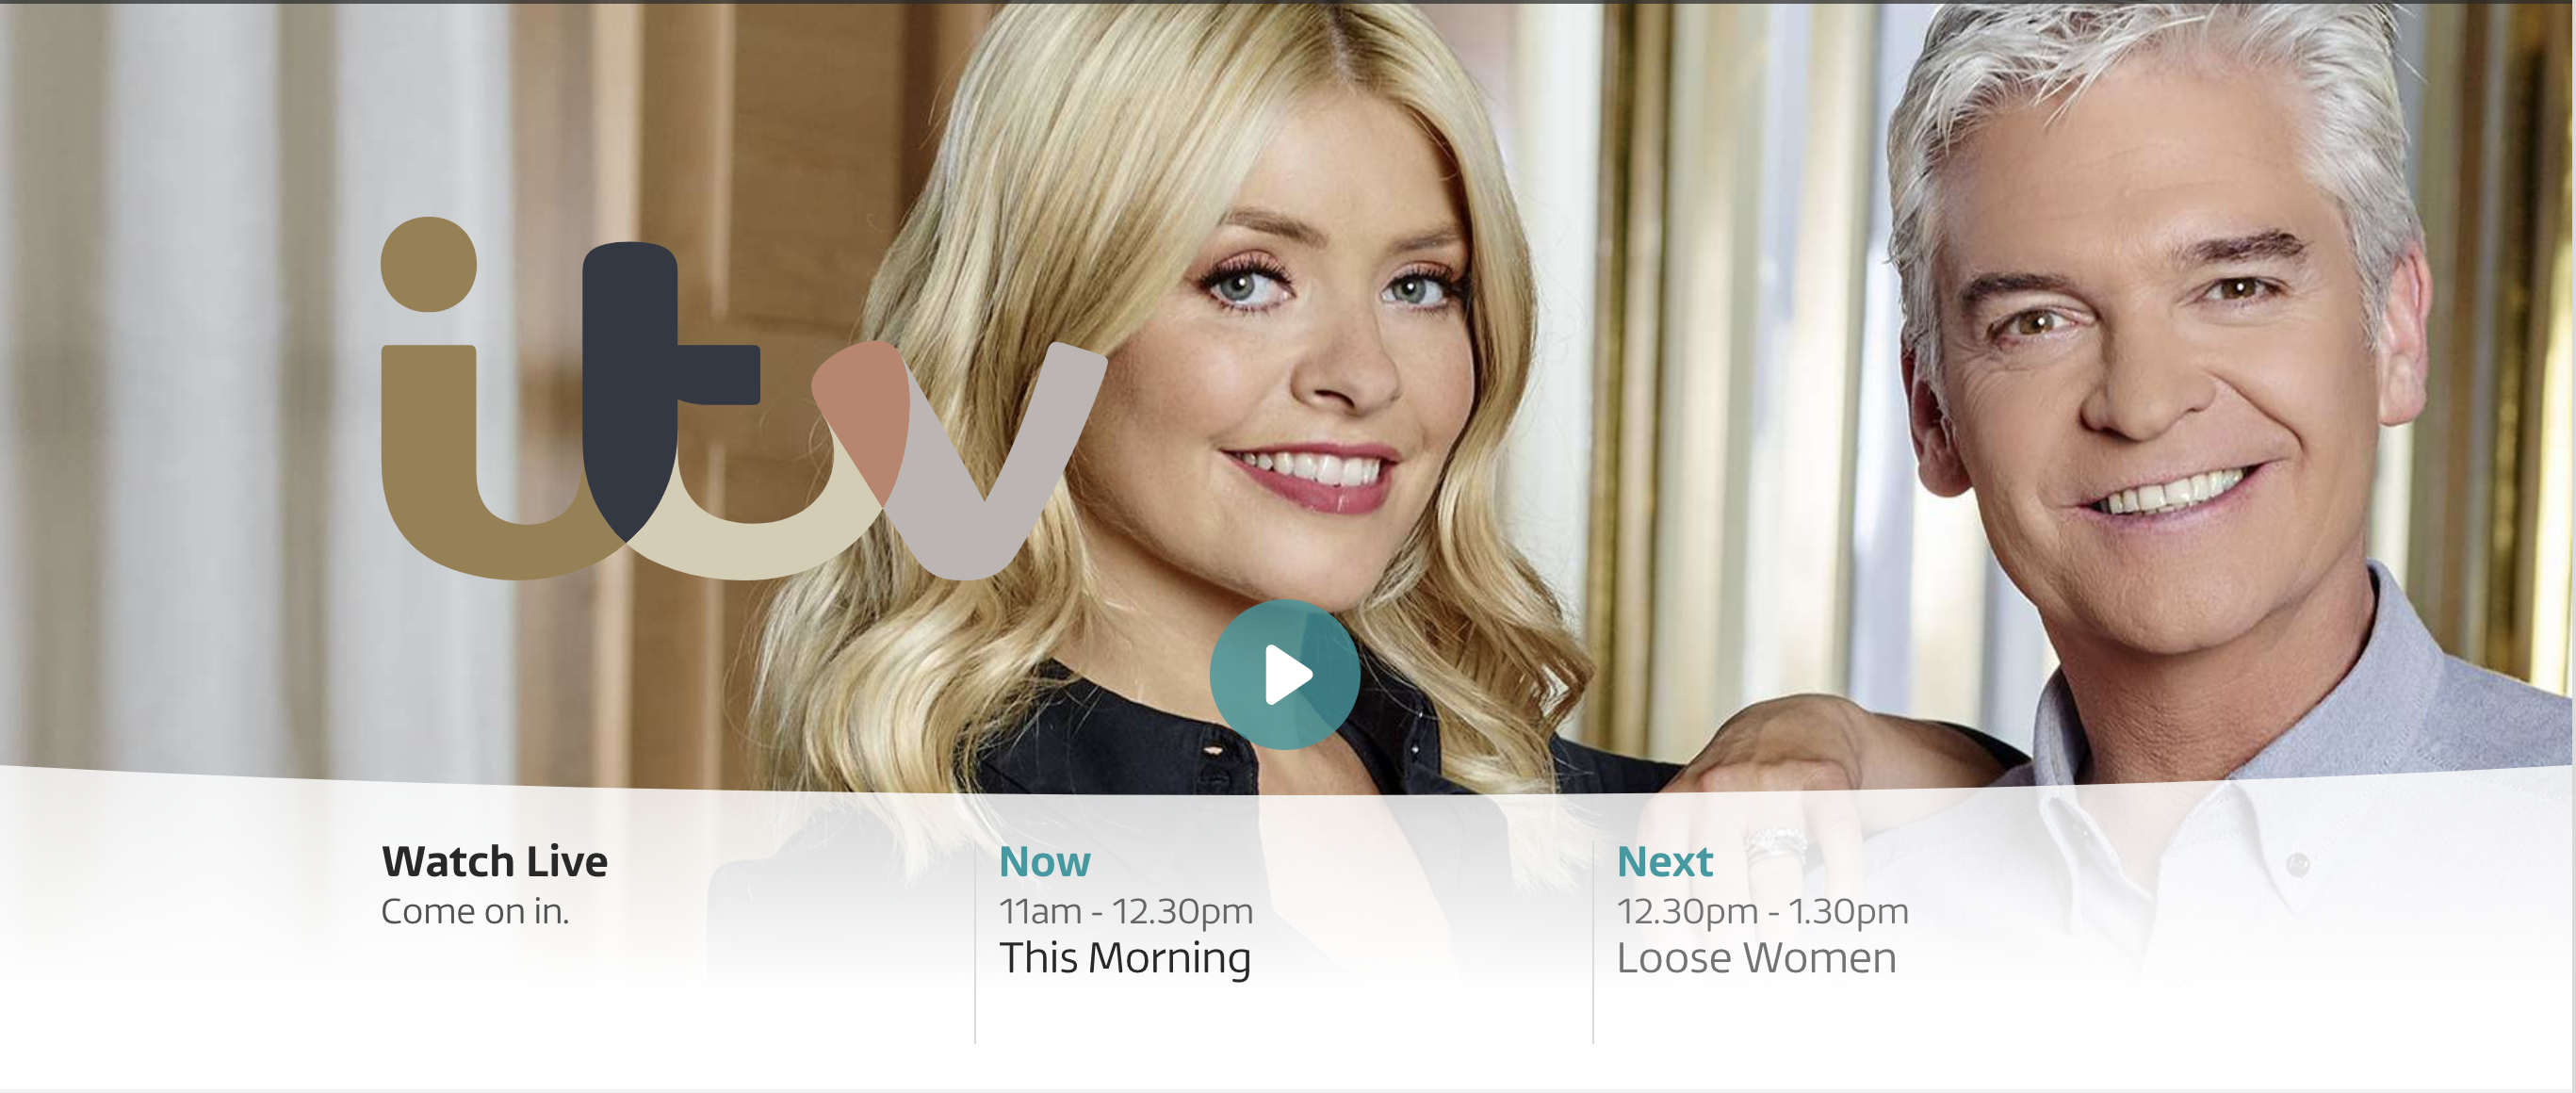 itv
Watch Live
Come on in.
Now
11am - 12.30pm
This Morning
Next
12.30pm - 1.30pm
Loose Women